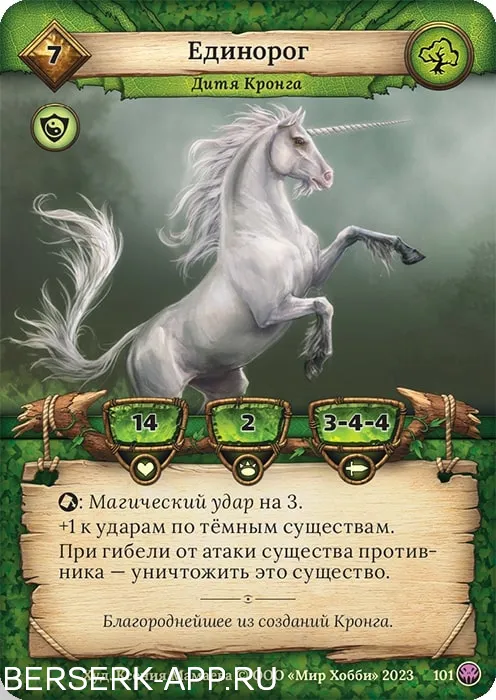 7
Единорог
Дитя Кронга
14
2
3-4-4
: Магический удар на 3.
+1 к ударам по тёмным существам.
При гибели от атаки существа против-
ника — уничтожить это существо.
Благороднейшее из созданий Кронга.
ООО «Мир Хобби» 2023
101
BERSERK-APP.RU